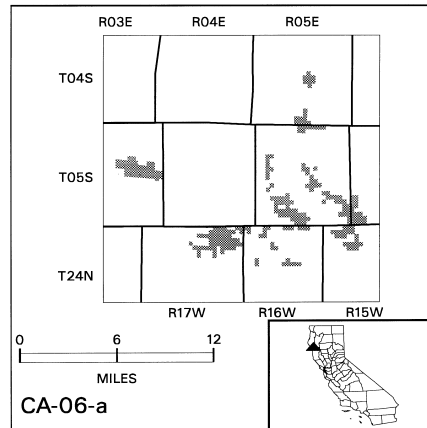 R03E R04E R05E
T04S
T05S
T24N
R17W R16W R15W
0 6 12
MILES
CA-06-a